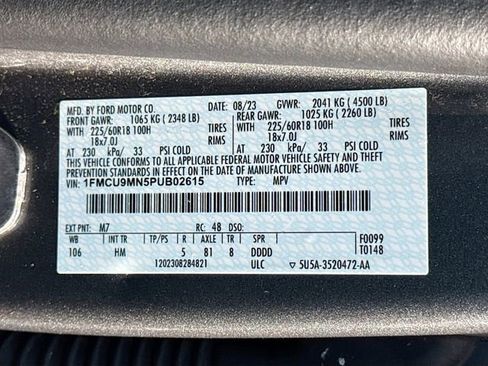 MFD. BY FORD MOTOR CO. DATE: 08/23 GVWR: 2041 KG ( 4500 LB)
FRONT GAWR: 1065 KG ( 2348 LB) REAR GAWR: 1025 KG ( 2260 LB)
WITH 225/60R18 100H TIRES WITH 225/60R18 100H TIRES
18x7.0J RIMS 18x7.0J RIMS
AT 230 kPa/ 33 PSI COLD AT 230 kPa/ 33 PSI COLD
THIS VEHICLE CONFORMS TO ALL APPLICABLE FEDERAL MOTOR VEHICLE SAFETY, BUMPER, AND THEFT
PREVENTION STANDARDS IN EFFECT ON THE DATE OF MANUFACTURE SHOWN ABOVE.
VIN: 1FMCU9MN5PUB02615 TYPE: MPV
EXT PNT: M7 RC: 48 DSO: F0099
WB INT TR TP/PS R AXLE TR SPR T0148
106 HM 5 81 8 DDDD
1202308284821 ULC 5U5A-3520472-AA